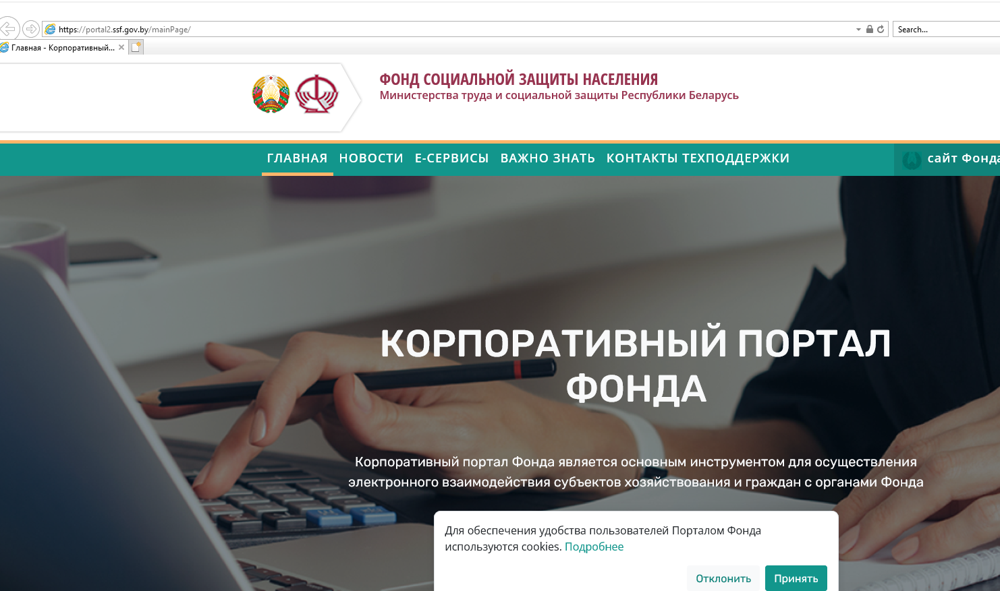 https://portal2.ssf.gov.by/mainPage/
Search...
Главная - Корпоративный...
ФОНД СОЦИАЛЬНОЙ ЗАЩИТЫ НАСЕЛЕНИЯ
Министерства труда и социальной защиты Республики Беларусь
ГЛАВНАЯ НОВОСТИ Е-СЕРВИСЫ ВАЖНО ЗНАТЬ КОНТАКТЫ ТЕХПОДДЕРЖКИ сайт Фонда
КОРПОРАТИВНЫЙ ПОРТАЛ
ФОНДА
Корпоративный портал Фонда является основным инструментом для осуществления
электронного взаимодействия субъектов хозяйствования и граждан с органами Фонда
Для обеспечения удобства пользователей Порталом Фонда
используются cookies. Подробнее
Отклонить Принять